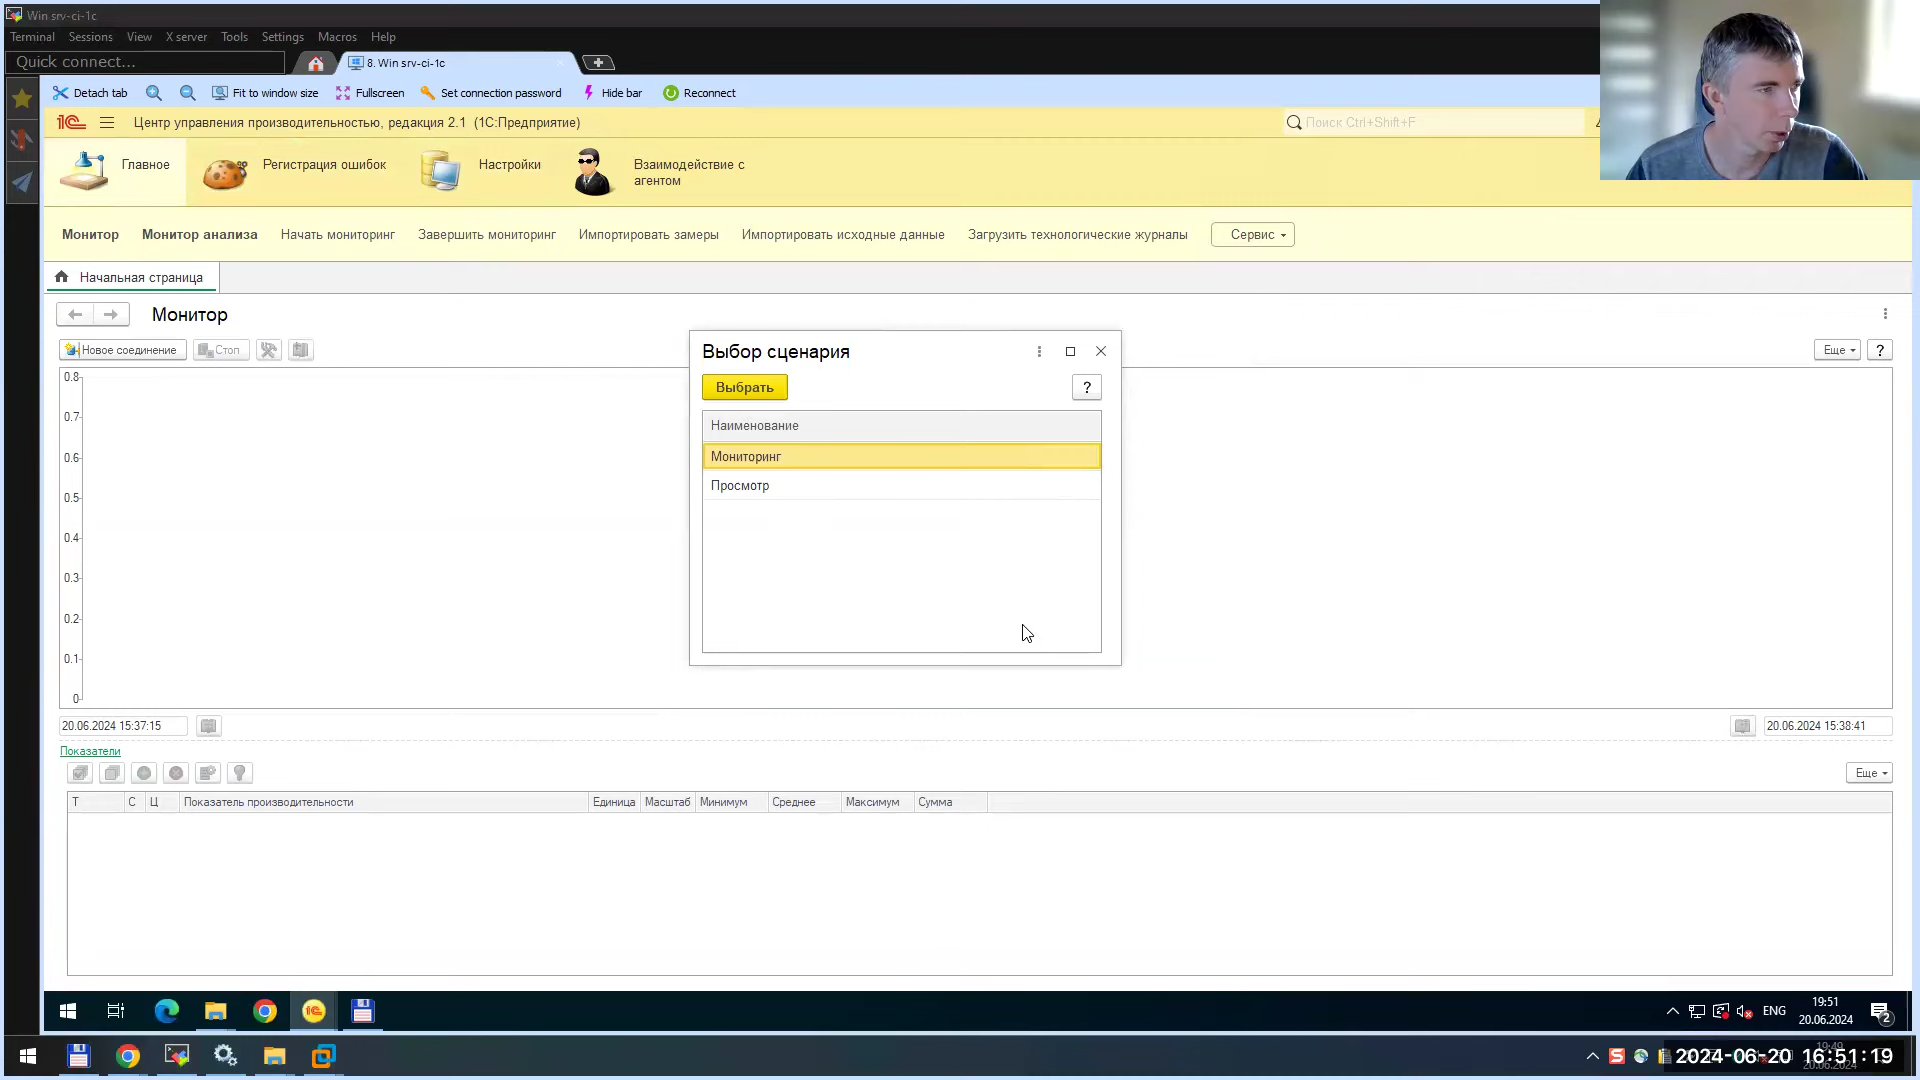 Win srv-ci-1c
Terminal Sessions View X server Tools Settings Macros Help
Quick connect...
8. Win srv-ci-1c
Detach tab Fit to window size Fullscreen Set connection password Hide bar Reconnect
Центр управления производительностью, редакция 2.1 (1С:Предприятие)
Поиск Ctrl+Shift+F
Главное
Регистрация ошибок
Настройки
Взаимодействие с
агентом
Монитор Монитор анализа Начать мониторинг Завершить мониторинг Импортировать замеры Импортировать исходные данные Загрузить технологические журналы Сервис
Начальная страница
Монитор
Новое соединение Стоп Еще ?
Выбор сценария
Выбрать ?
Наименование
Мониторинг
Просмотр
0.8
0.7
0.6
0.5
0.4
0.3
0.2
0.1
0
20.06.2024 15:37:15 20.06.2024 15:38:41
Показатели
Еще
Т С Ц Показатель производительности Единица Масштаб Минимум Среднее Максимум Сумма
ENG
19:51
20.06.2024
2
19:49
20.06.2024
2024-06-20 16:51:19